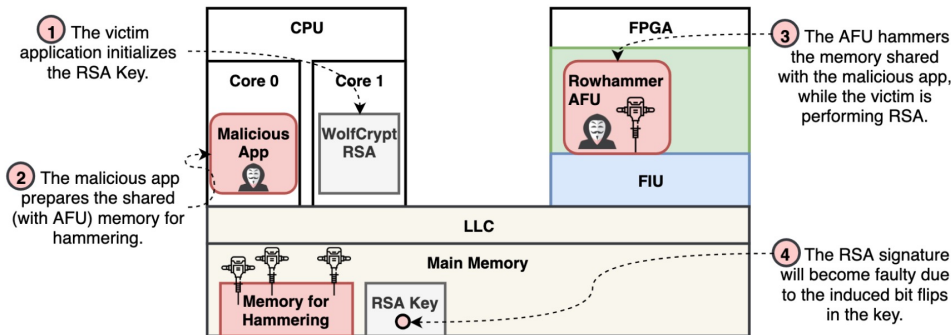 1 The victim
application initializes
the RSA Key.
CPU
FPGA
3 The AFU hammers
the memory shared
with the malicious app,
while the victim is
performing RSA.
Core 0
Core 1
Rowhammer
AFU
Malicious
App
WolfCrypt
RSA
2 The malicious app
prepares the shared
(with AFU) memory for
hammering.
FIU
LLC
Main Memory
4 The RSA signature
will become faulty due
to the induced bit flips
in the key.
Memory for
Hammering
RSA Key